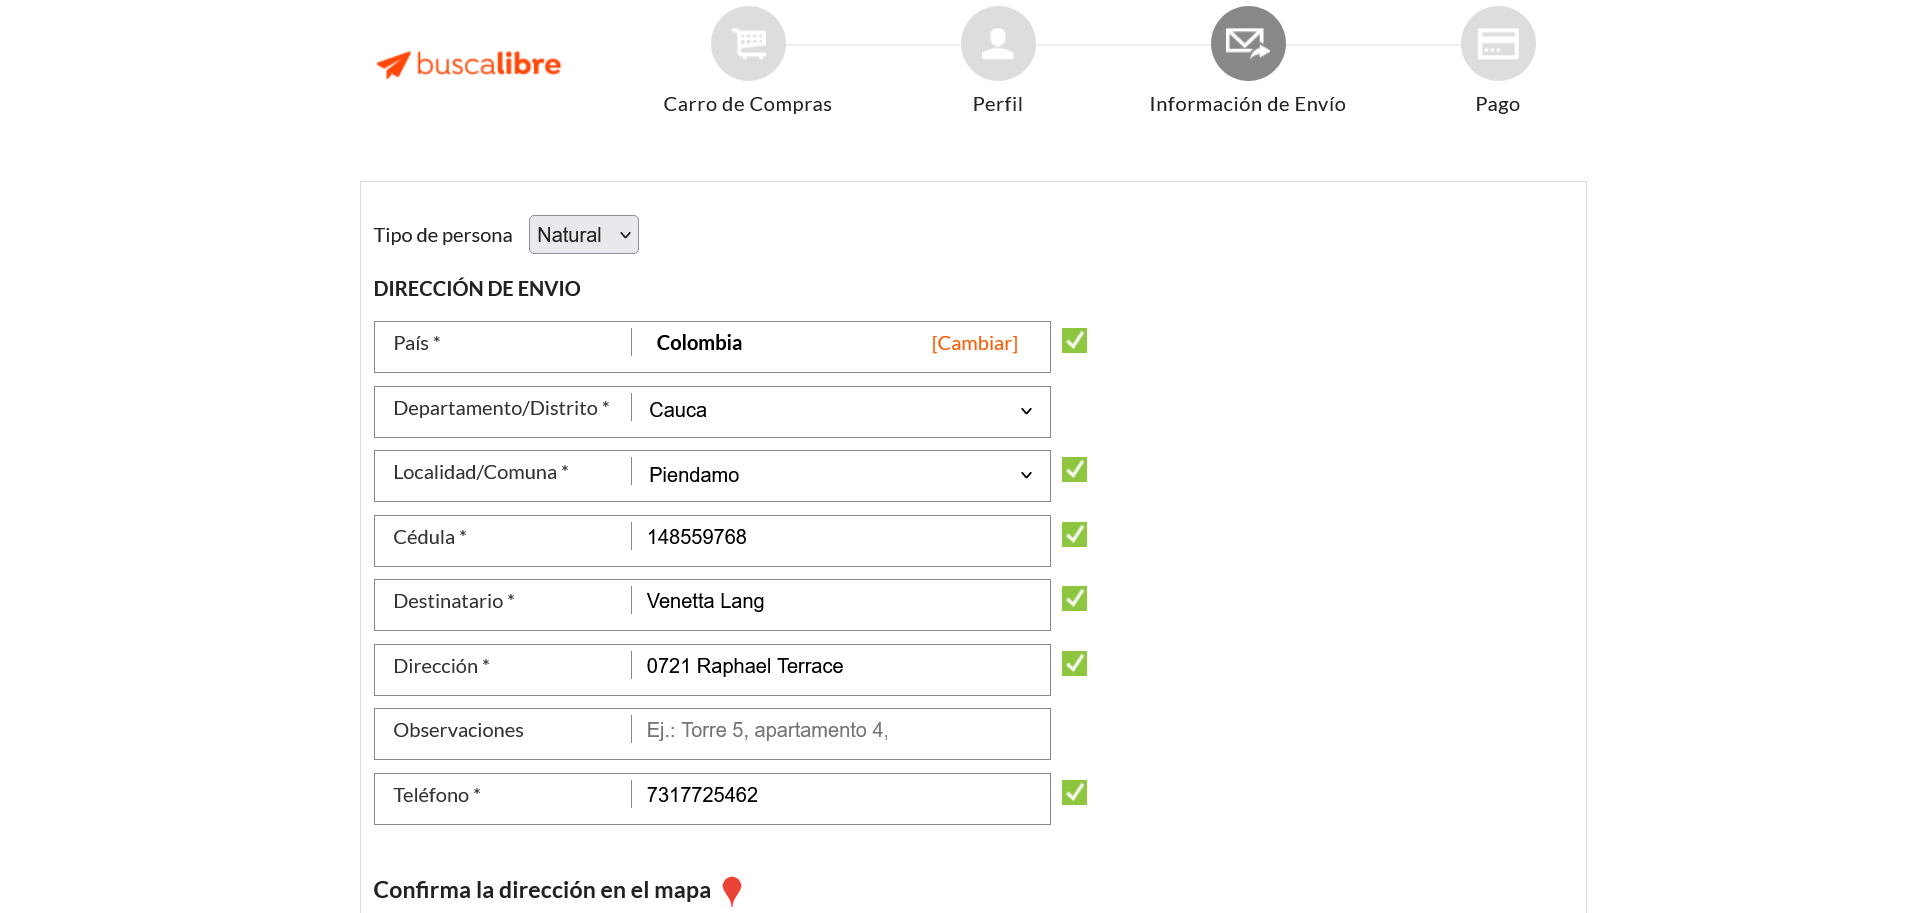 buscalibre
Carro de Compras
Perfil
Información de Envío
Pago
Tipo de persona Natural
DIRECCIÓN DE ENVIO
País * Colombia [Cambiar]
Departamento/Distrito * Cauca
Localidad/Comuna * Piendamo
Cédula * 148559768
Destinatario * Venetta Lang
Dirección * 0721 Raphael Terrace
Observaciones Ej.: Torre 5, apartamento 4,
Teléfono * 7317725462
Confirma la dirección en el mapa